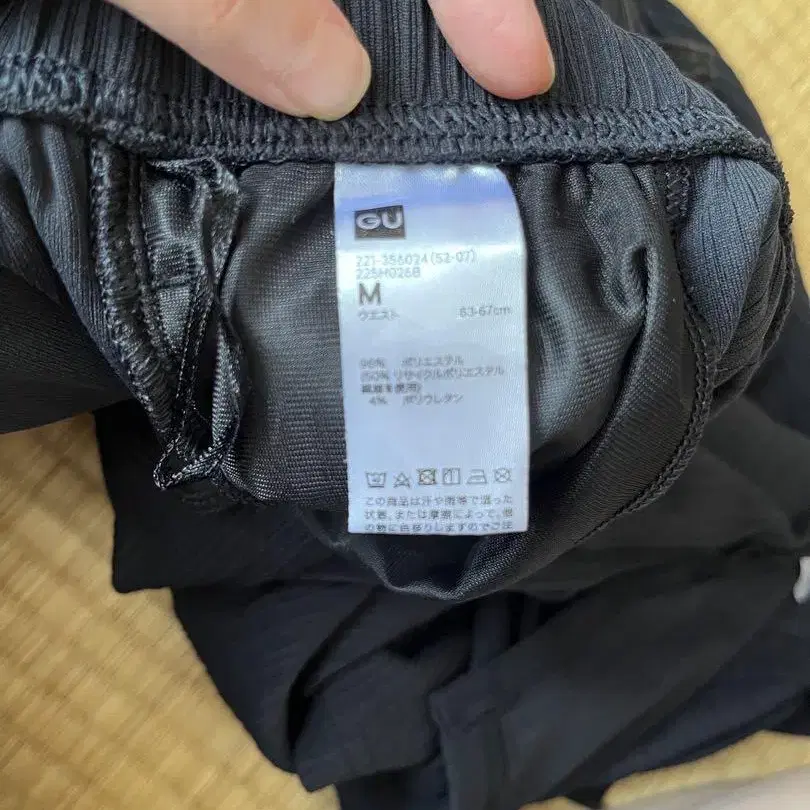 GU
221-356024(52-07)
225H026B
M
ウエスト 63-67cm
96% ポリエステル
(50% リサイクルポリエステル
繊維を使用)
4% ポリウレタン
この商品は汗や雨等で湿った
状態、または摩擦によって、他
の物に色移りしますのでご注